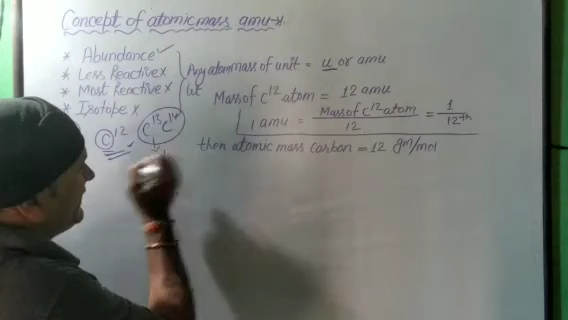 Concept of atomic mass amu:-
* Abundance ✓
* Less Reactive x
* Most Reactive x
* Isotope x
C12 C13 C14
Any atom mass of unit = u or amu
let
Mass of C12 atom = 12 amu
1 amu = Mass of C12 atom / 12 = 1 / 12th
then atomic mass Carbon = 12 gm/mol